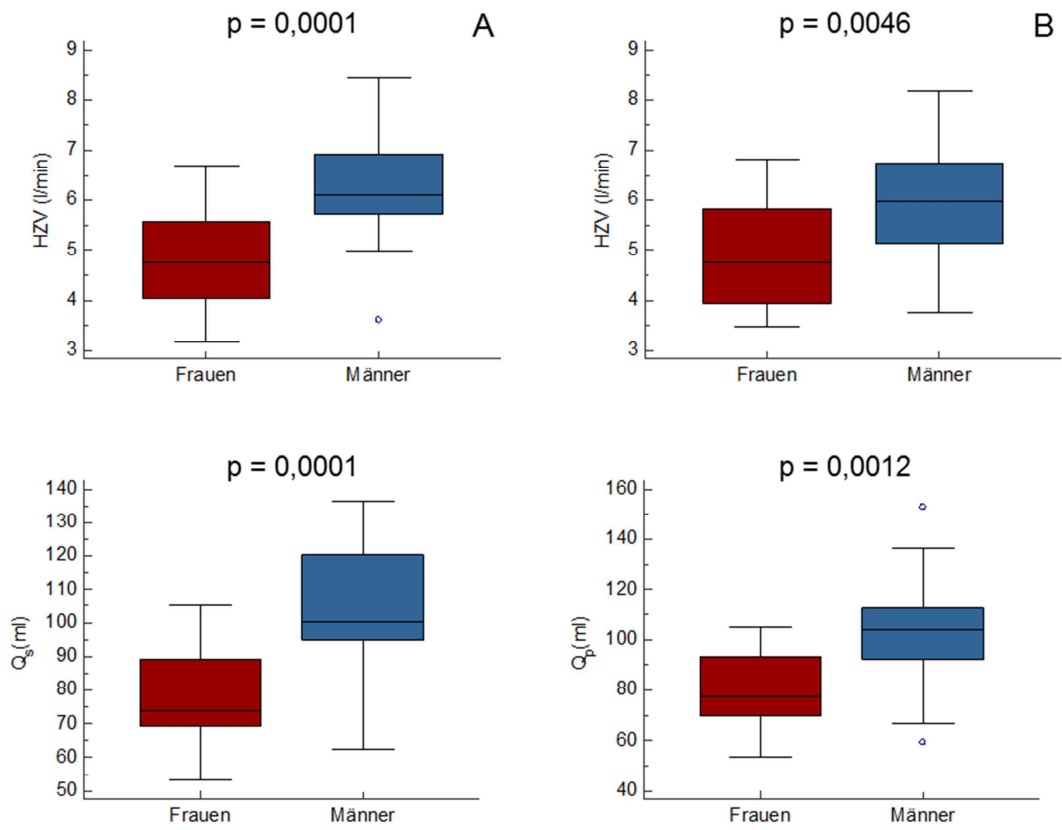 p = 0,0001
A
HZV (l/min)
9
8
7
6
5
4
3
Frauen
Männer
p = 0,0046
B
HZV (l/min)
9
8
7
6
5
4
3
Frauen
Männer
p = 0,0001
Qs(ml)
140
130
120
110
100
90
80
70
60
50
Frauen
Männer
p = 0,0012
Qp(ml)
160
140
120
100
80
60
40
Frauen
Männer